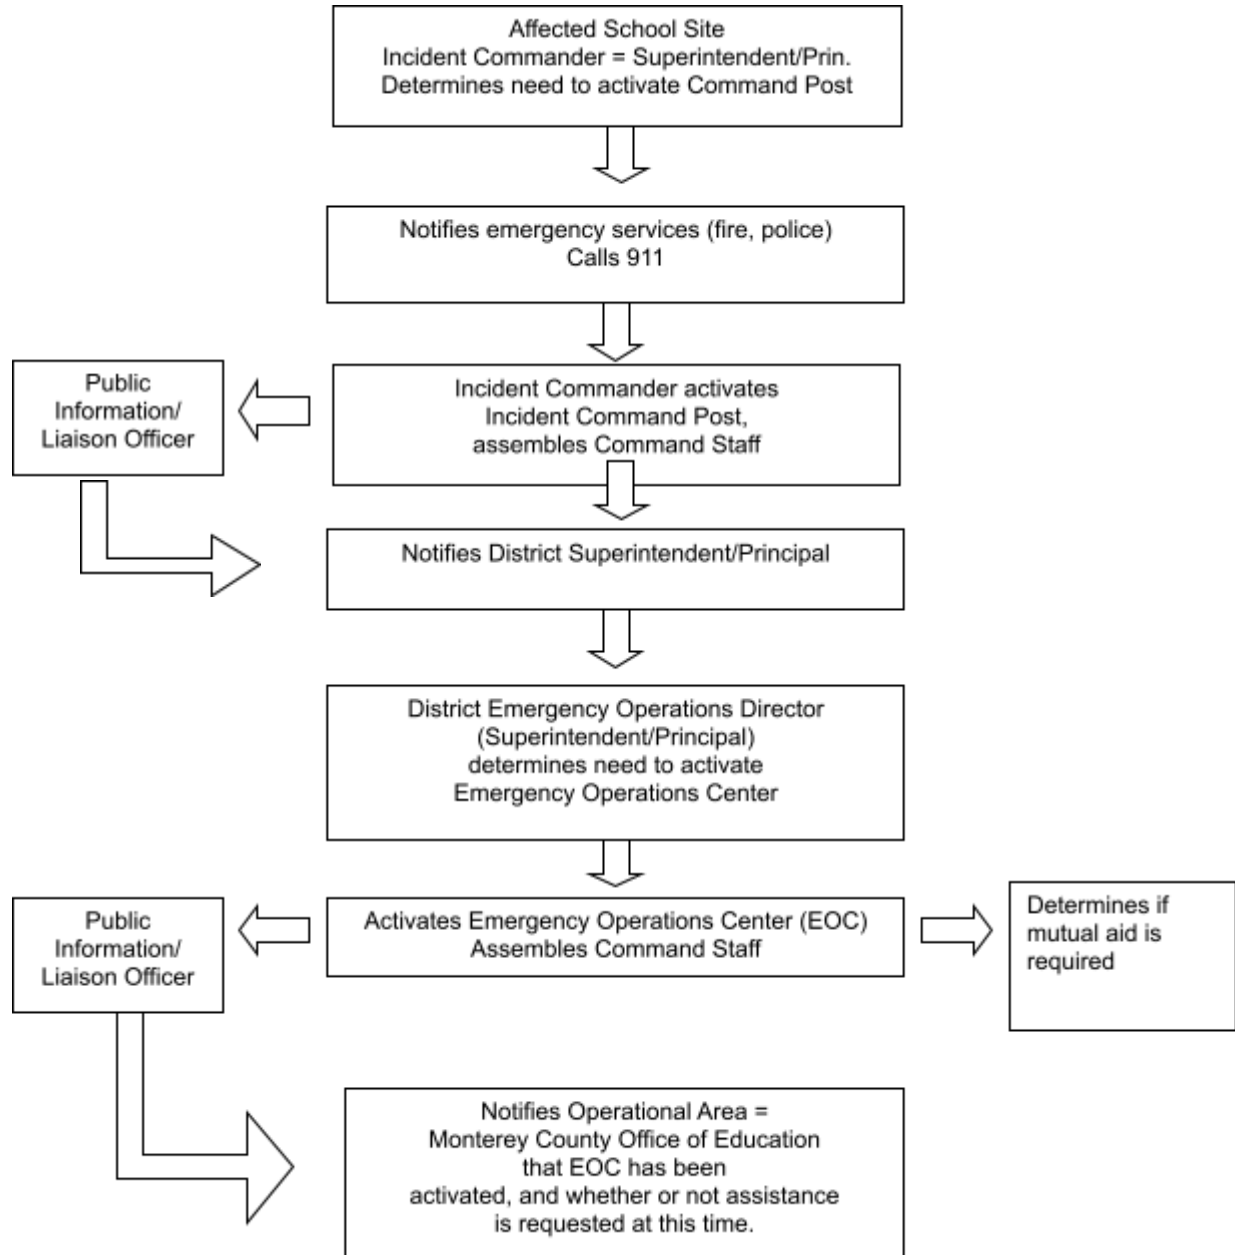 Affected School Site
Incident Commander = Superintendent/Prin.
Determines need to activate Command Post
Notifies emergency services (fire, police)
Calls 911
Public
Information/
Liaison Officer
Incident Commander activates
Incident Command Post,
assembles Command Staff
Notifies District Superintendent/Principal
District Emergency Operations Director
(Superintendent/Principal)
determines need to activate
Emergency Operations Center
Public
Information/
Liaison Officer
Activates Emergency Operations Center (EOC)
Assembles Command Staff
Determines if
mutual aid is
required
Notifies Operational Area =
Monterey County Office of Education
that EOC has been
activated, and whether or not assistance
is requested at this time.